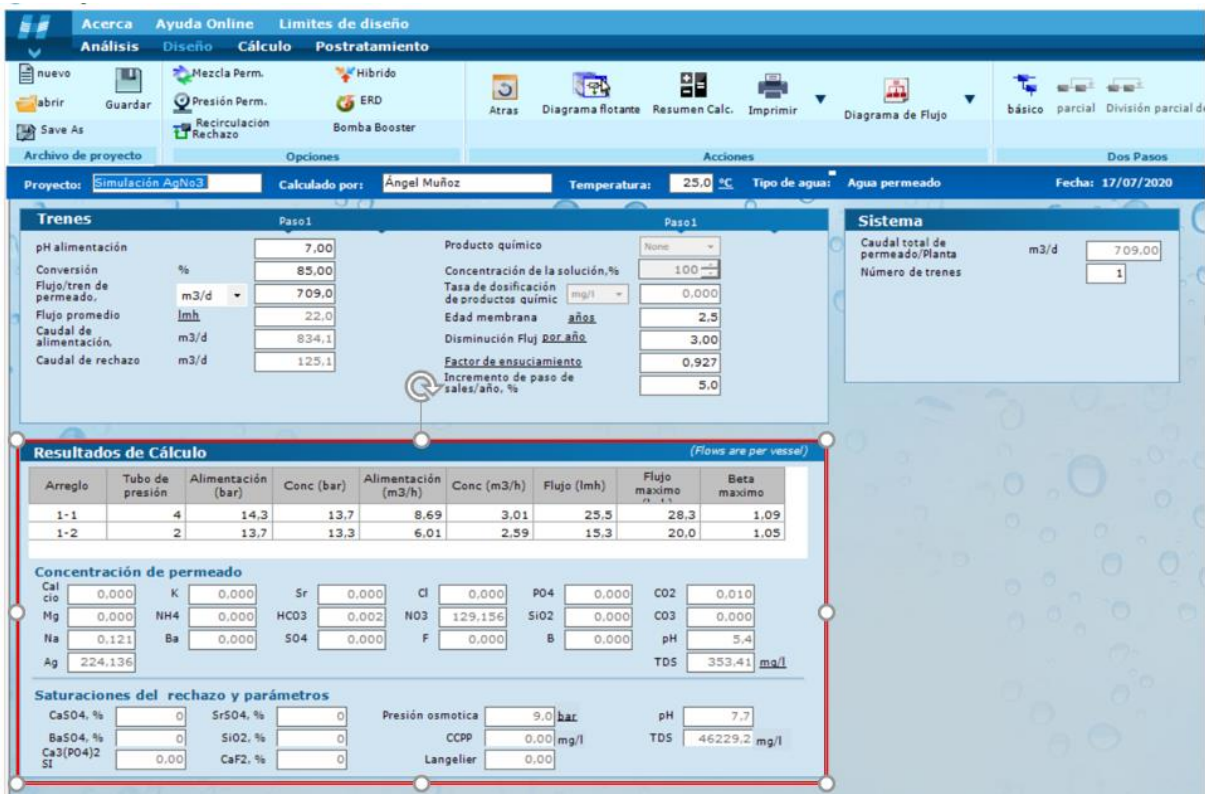 Acerca Ayuda Online Limites de diseño
Análisis Diseño Cálculo Postratamiento
nuevo
abrir
Save As
Guardar
Archivo de proyecto
Mezcla Perm.
Presión Perm.
Recirculación
Rechazo
Hibrido
ERD
Bomba Booster
Opciones
Atras Diagrama flotante Resumen Calc. Imprimir Diagrama de Flujo
Acciones
básico parcial División parcial de
Dos Pasos
Proyecto: Simulación AgNo3 Calculado por: Ángel Muñoz Temperatura: 25,0 ºC Tipo de agua: Agua permeado Fecha: 17/07/2020
Trenes Paso1 Paso1
pH alimentación 7,00
Conversión % 85,00
Flujo/tren de
permeado, m3/d 709,0
Flujo promedio lmh 22,0
Caudal de
alimentación, m3/d 834,1
Caudal de rechazo m3/d 125,1
Producto químico None
Concentración de la solución,% 100
Tasa de dosificación
de productos químic mg/l 0,000
Edad membrana años 2,5
Disminución Fluj por año 3,00
Factor de ensuciamiento 0,927
Incremento de paso de
sales/año, % 5,0
Sistema
Caudal total de
permeado/Planta m3/d 709.00
Número de trenes 1
Resultados de Cálculo (Flows are per vessel)
Arreglo Tubo de presión Alimentación (bar) Conc (bar) Alimentación (m3/h) Conc (m3/h) Flujo (lmh) Flujo maximo Beta maximo
1-1 4 14,3 13,7 8,69 3,01 25,5 28,3 1,09
1-2 2 13,7 13,3 6,01 2,59 15,3 20,0 1,05
Concentración de permeado
Cal
cio 0,000 K 0,000 Sr 0,000 Cl 0,000 PO4 0,000 CO2 0,010
Mg 0,000 NH4 0,000 HCO3 0,002 NO3 129,156 SiO2 0,000 CO3 0,000
Na 0,121 Ba 0,000 SO4 0,000 F 0,000 B 0,000 pH 5,4
Ag 224,136 TDS 353,41 mg/l
Saturaciones del rechazo y parámetros
CaSO4, % 0 SrSO4, % 0 Presión osmotica 9,0 bar pH 7,7
BaSO4, % 0 SiO2, % 0 CCPP 0,00 mg/l TDS 46229,2 mg/l
Ca3(PO4)2
SI 0,00 CaF2, % 0 Langelier 0,00